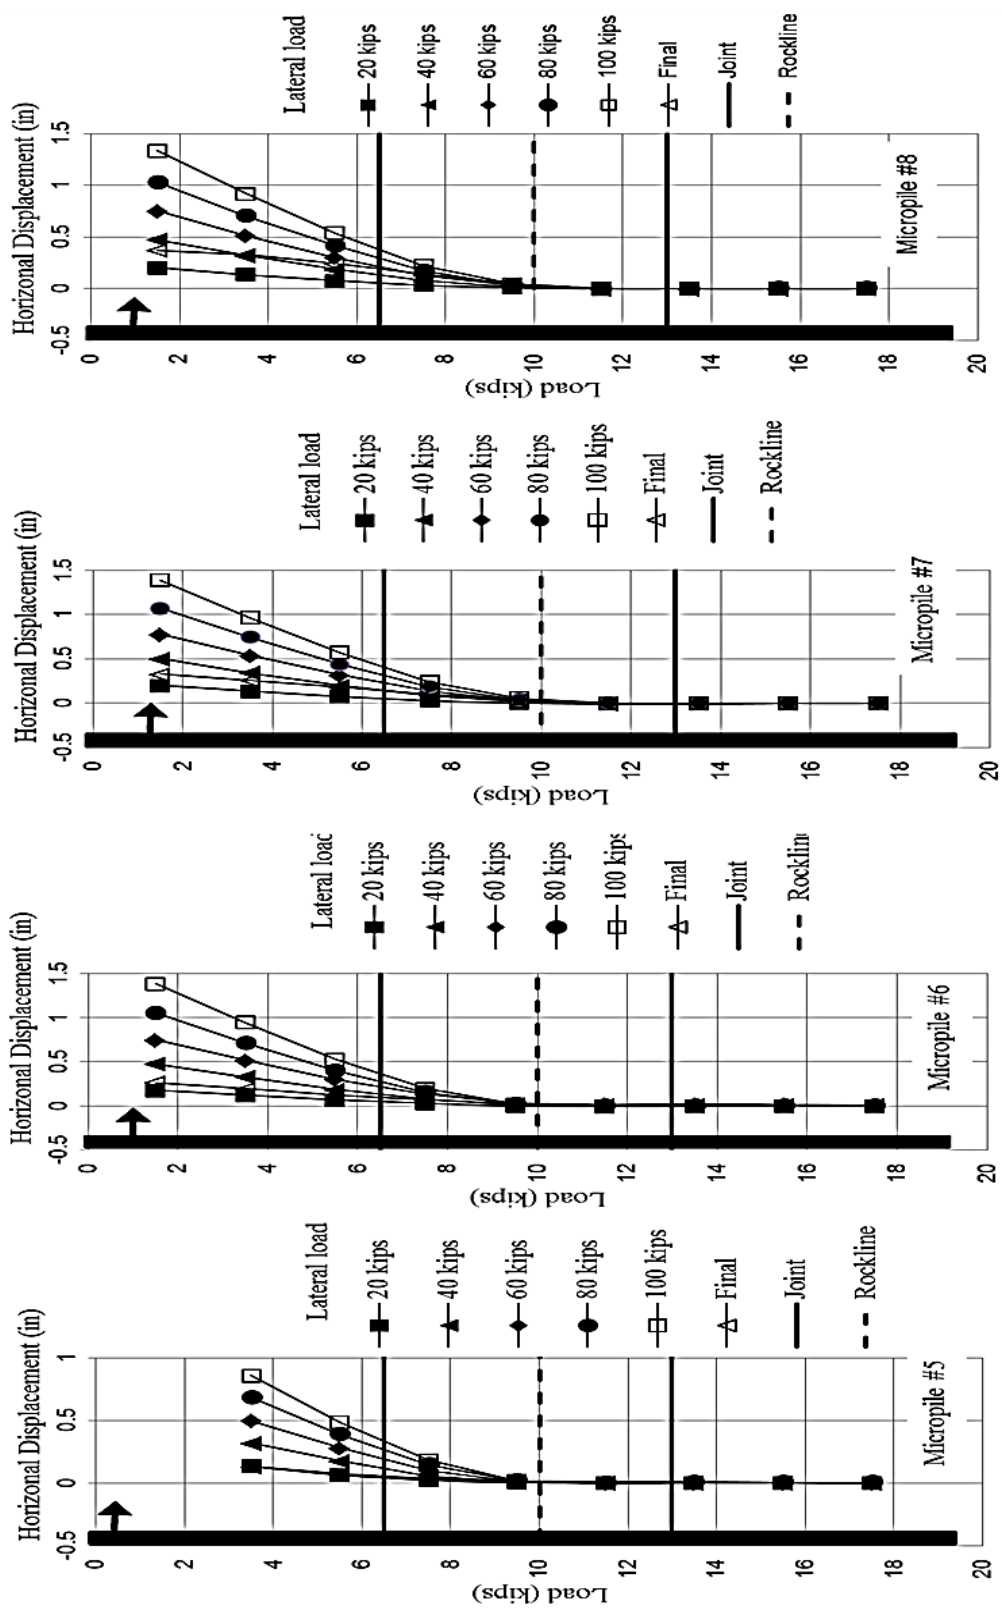 Horizonal Displacement (in)
-0.5 0 0.5 1
0
2
4
6
8
10
12
14
16
18
20
Load (kips)
Lateral load
20 kips
40 kips
60 kips
80 kips
100 kips
Final
Joint
Rockline
Micropile #5
Horizonal Displacement (in)
-0.5 0 0.5 1 1.5
0
2
4
6
8
10
12
14
16
18
20
Load (kips)
Lateral loac
20 kips
40 kips
60 kips
80 kips
100 kips
Final
Joint
Rocklin
Micropile #6
Horizonal Displacement (in)
-0.5 0 0.5 1 1.5
0
2
4
6
8
10
12
14
16
18
20
Load (kips)
Lateral load
20 kips
40 kips
60 kips
80 kips
100 kips
Final
Joint
Rockline
Micropile #7
Horizonal Displacement (in)
-0.5 0 0.5 1 1.5
0
2
4
6
8
10
12
14
16
18
20
Load (kips)
Lateral load
20 kips
40 kips
60 kips
80 kips
100 kips
Final
Joint
Rockline
Micropile #8